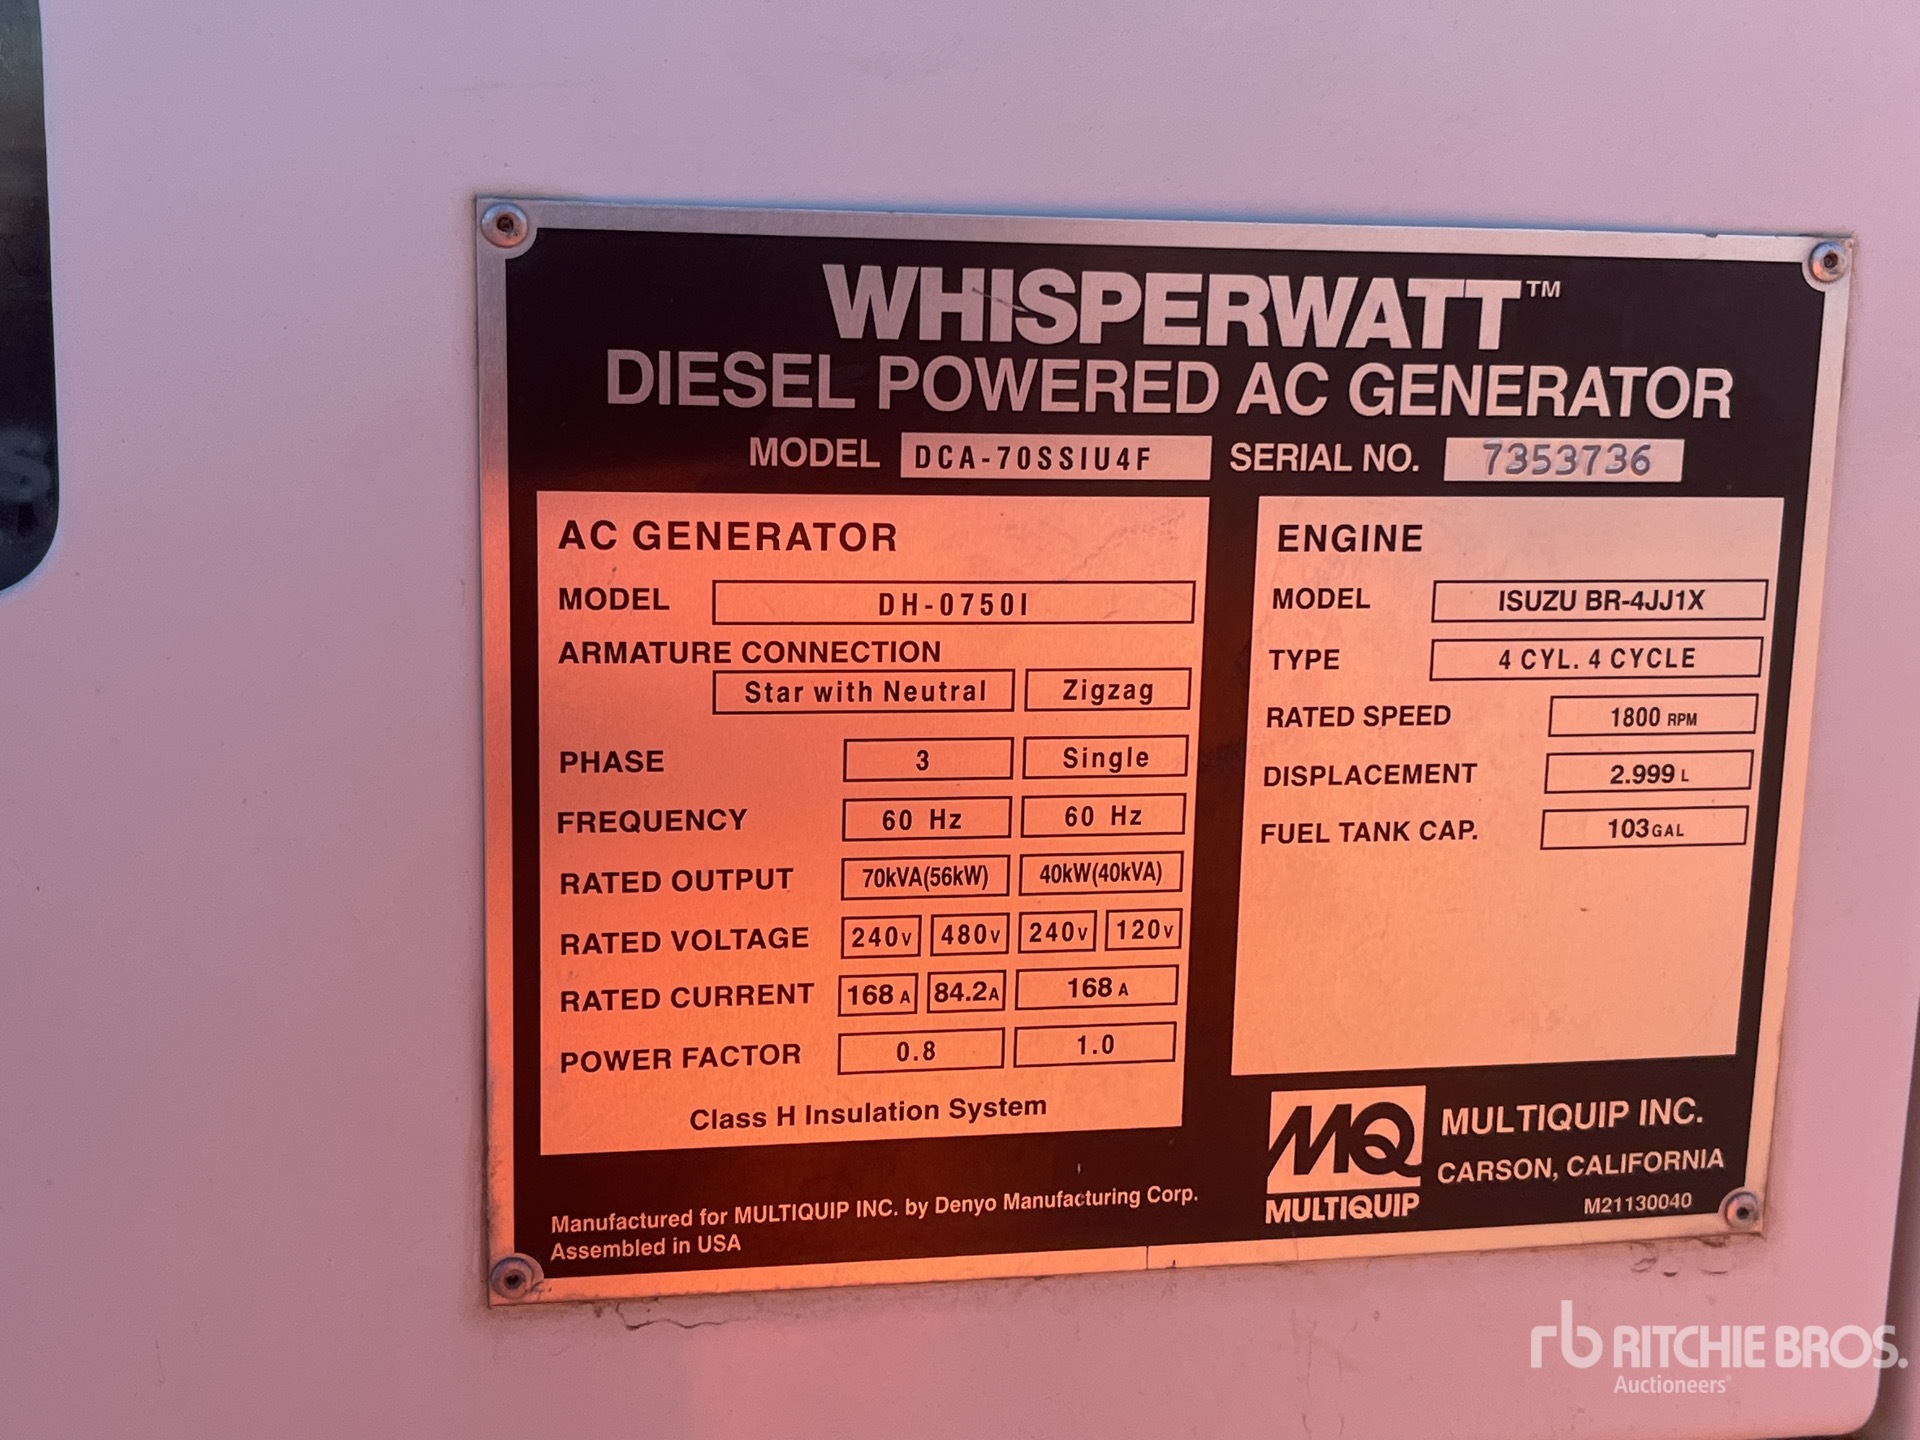 WHISPERWATT™
DIESEL POWERED AC GENERATOR
MODEL DCA-70SSIU4F SERIAL NO. 7353736
AC GENERATOR
MODEL DH-0750I
ARMATURE CONNECTION
Star with Neutral Zigzag
PHASE 3 Single
FREQUENCY 60 Hz 60 Hz
RATED OUTPUT 70kVA(56kW) 40kW(40kVA)
RATED VOLTAGE 240V 480V 240V 120V
RATED CURRENT 168 A 84.2A 168 A
POWER FACTOR 0.8 1.0
Class H Insulation System
ENGINE
MODEL ISUZU BR-4JJ1X
TYPE 4 CYL. 4 CYCLE
RATED SPEED 1800 RPM
DISPLACEMENT 2.999 L
FUEL TANK CAP. 103GAL
Manufactured for MULTIQUIP INC. by Denyo Manufacturing Corp.
Assembled in USA
MQ
MULTIQUIP
MULTIQUIP INC.
CARSON, CALIFORNIA
M21130040
rb RITCHIE BROS.
Auctioneers